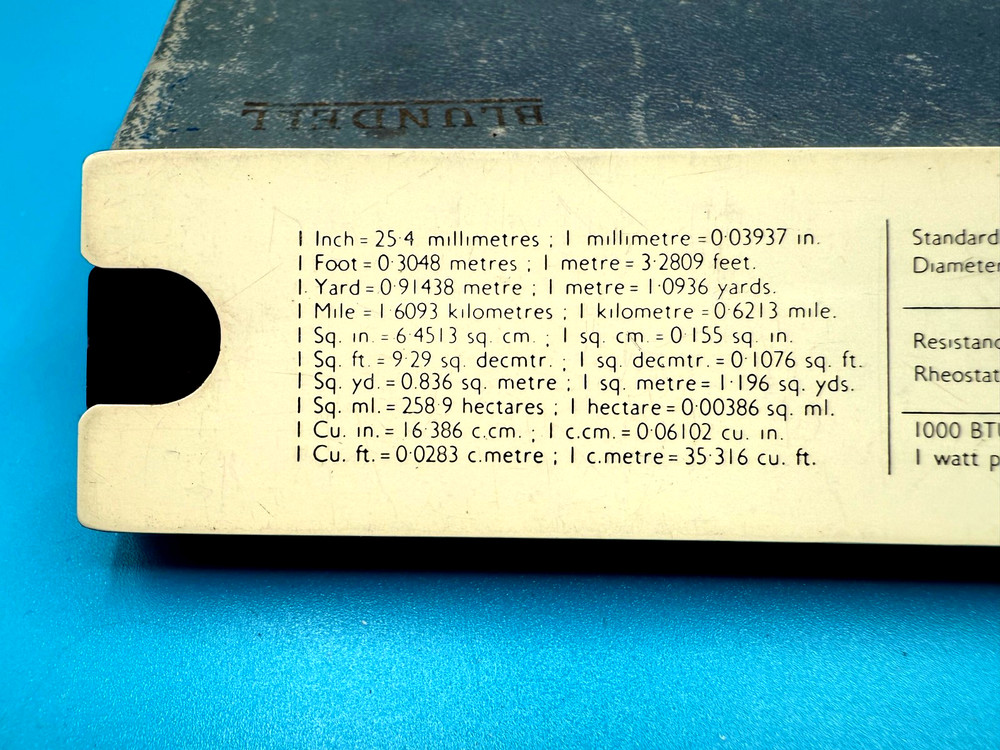 BLUNDELL
1 Inch = 25·4 millimetres ; 1 millimetre = 0·03937 in.
1 Foot = 0·3048 metres ; 1 metre = 3·2809 feet.
1 Yard = 0·91438 metre ; 1 metre = 1·0936 yards.
1 Mile = 1·6093 kilometres ; 1 kilometre = 0·6213 mile.
1 Sq. in. = 6·4513 sq. cm. ; 1 sq. cm. = 0·155 sq. in.
1 Sq. ft. = 9·29 sq. decmtr. ; 1 sq. decmtr. = 0·1076 sq. ft.
1 Sq. yd. = 0.836 sq. metre ; 1 sq. metre = 1·196 sq. yds.
1 Sq. ml. = 258·9 hectares ; 1 hectare = 0·00386 sq. ml.
1 Cu. in. = 16·386 c.cm. ; 1 c.cm. = 0·06102 cu. in.
1 Cu. ft. = 0·0283 c.metre ; 1 c.metre = 35·316 cu. ft.
Standard
Diameter
Resistanc
Rheostat
1000 BTU
1 watt p